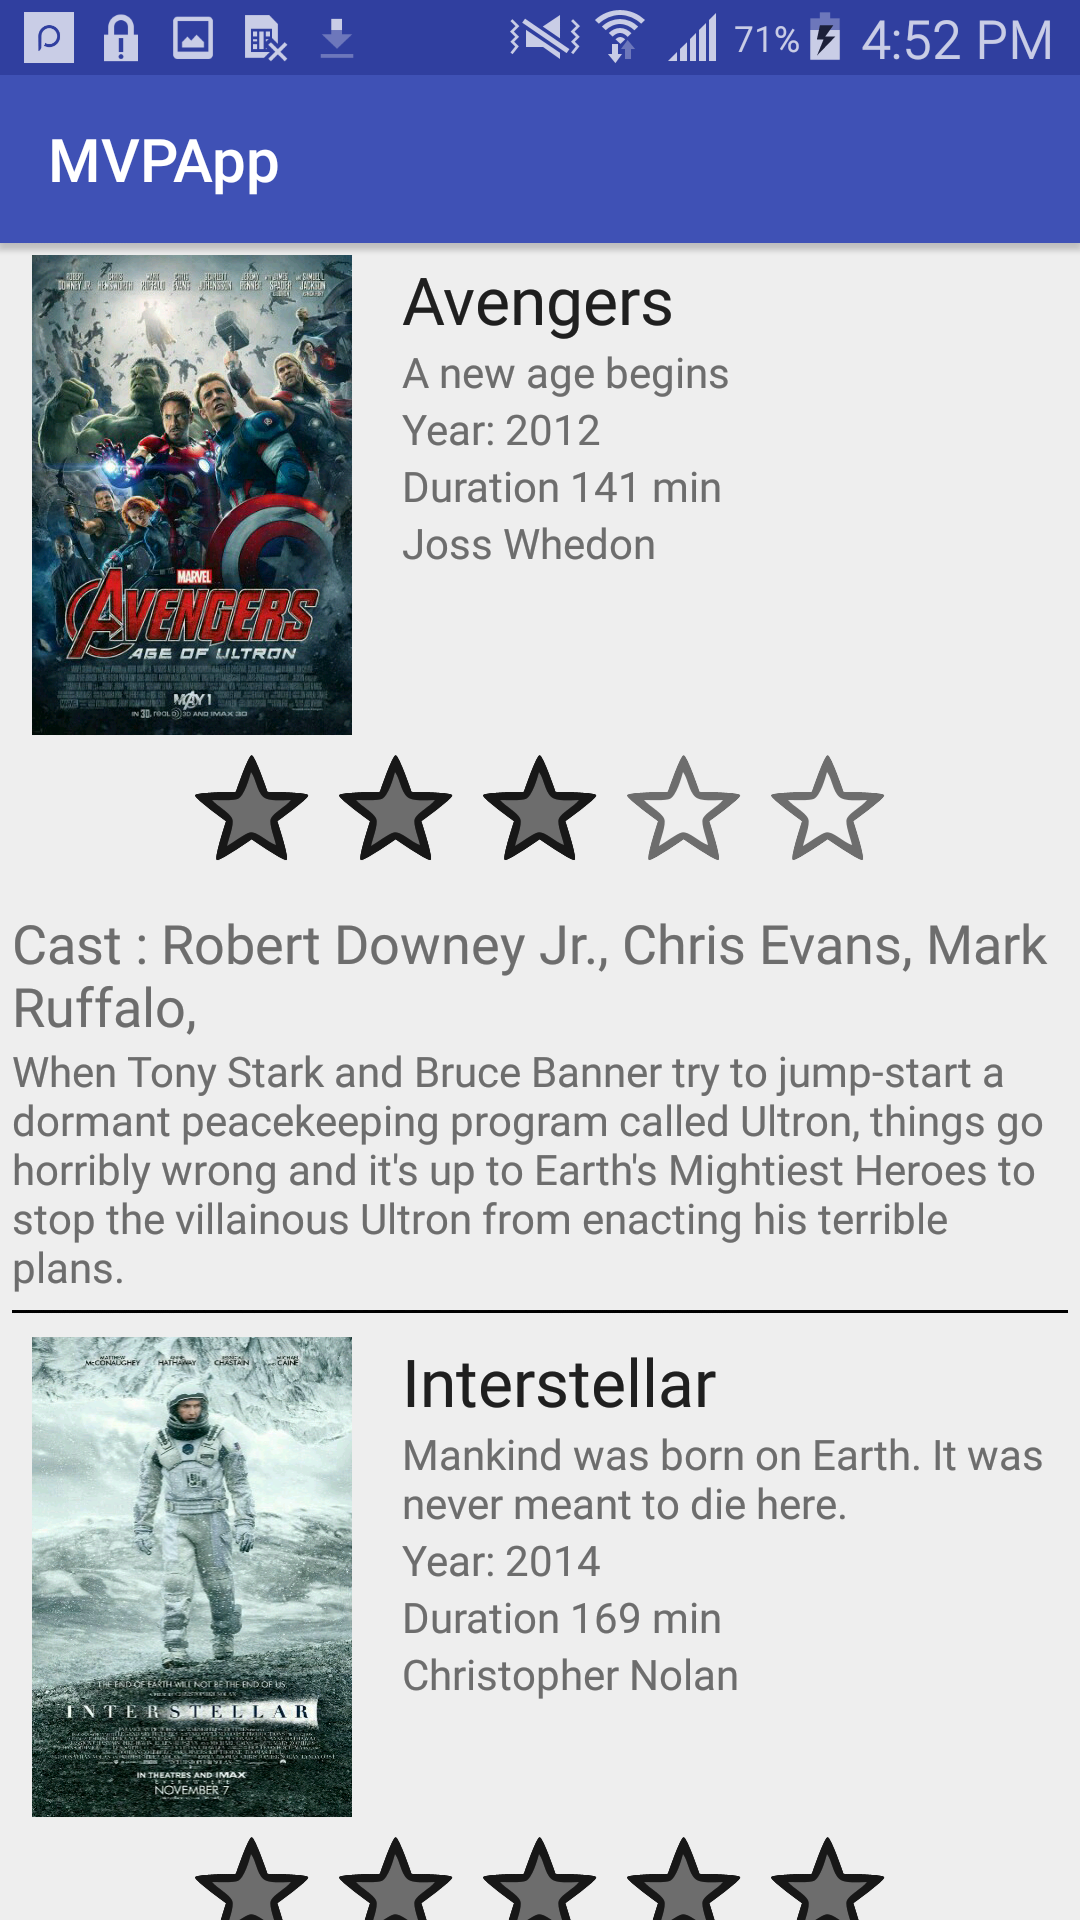 71% 4:52 PM
MVPApp
ROBERT DOWNEY JR. CHRIS HEMSWORTH MARK RUFFALO CHRIS EVANS SCARLETT JOHANSSON JEREMY RENNER JAMES SPADER SAMUEL L. JACKSON
MARVEL
AVENGERS
AGE OF ULTRON
MAY 1
IN 3D, REAL D 3D AND IMAX 3D
Avengers
A new age begins
Year: 2012
Duration 141 min
Joss Whedon
Cast : Robert Downey Jr., Chris Evans, Mark
Ruffalo,
When Tony Stark and Bruce Banner try to jump-start a
dormant peacekeeping program called Ultron, things go
horribly wrong and it's up to Earth's Mightiest Heroes to
stop the villainous Ultron from enacting his terrible
plans.
MATTHEW McCONAUGHEY ANNE HATHAWAY JESSICA CHASTAIN MICHAEL CAINE
THE END OF EARTH WILL NOT BE THE END OF US
INTERSTELLAR
IN THEATRES AND IMAX
EVERYWHERE
NOVEMBER 7
Interstellar
Mankind was born on Earth. It was
never meant to die here.
Year: 2014
Duration 169 min
Christopher Nolan